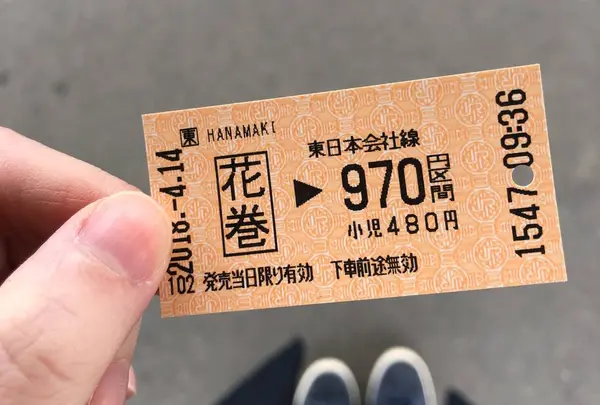 東 HANAMAKI
花巻
東日本会社線
▶ 970円区間
小児480円
2018.-4.14
102 発売当日限り有効 下車前途無効
1547 09:36